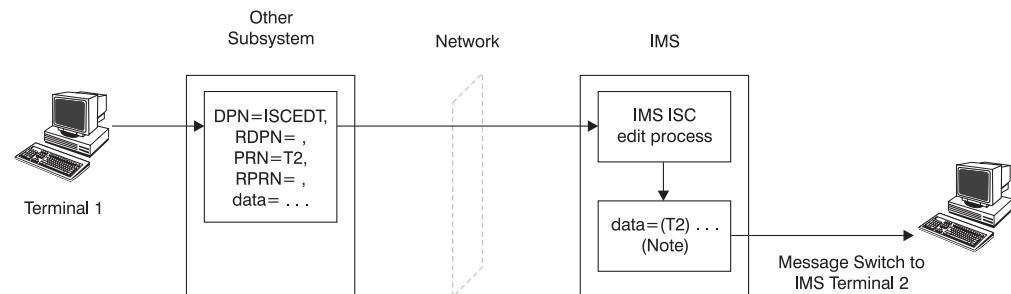 Other
Subsystem
Network
IMS
DPN=ISCEDT,
RDPN= ,
PRN=T2,
RPRN= ,
data= . . .
IMS ISC
edit process
Terminal 1
data=(T2) . . .
(Note)
Message Switch to
IMS Terminal 2